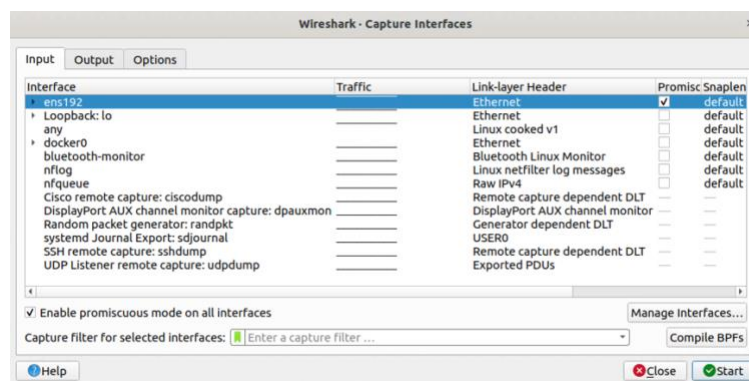 Wireshark · Capture Interfaces
Input Output Options
Interface Traffic Link-layer Header Promisc Snaplen
ens192 Ethernet default
Loopback: lo Ethernet default
any Linux cooked v1 default
docker0 Ethernet default
bluetooth-monitor Bluetooth Linux Monitor default
nflog Linux netfilter log messages default
nfqueue Raw IPv4 default
Cisco remote capture: ciscodump Remote capture dependent DLT — —
DisplayPort AUX channel monitor capture: dpauxmon DisplayPort AUX channel monitor — —
Random packet generator: randpkt Generator dependent DLT — —
systemd Journal Export: sdjournal USER0 — —
SSH remote capture: sshdump Remote capture dependent DLT — —
UDP Listener remote capture: udpdump Exported PDUs — —
Enable promiscuous mode on all interfaces Manage Interfaces...
Capture filter for selected interfaces: Enter a capture filter ... Compile BPFs
Help Close Start